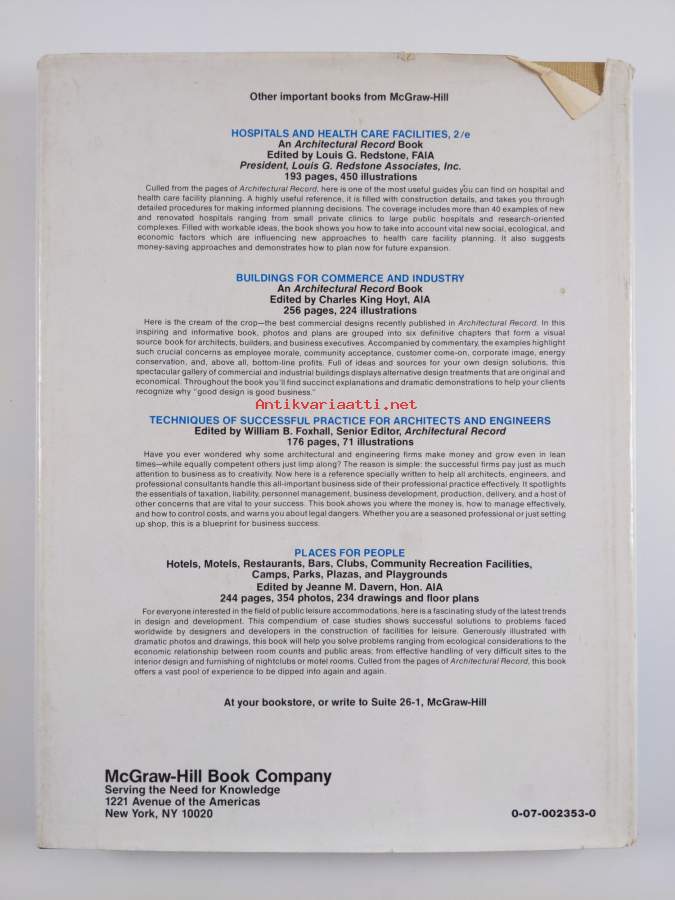 Other important books from McGraw-Hill
HOSPITALS AND HEALTH CARE FACILITIES, 2/e
An Architectural Record Book
Edited by Louis G. Redstone, FAIA
President, Louis G. Redstone Associates, Inc.
193 pages, 450 illustrations
Culled from the pages of Architectural Record, here is one of the most useful guides you can find on hospital and
health care facility planning. A highly useful reference, it is filled with construction details, and takes you through
detailed procedures for making informed planning decisions. The coverage includes more than 40 examples of new
and renovated hospitals ranging from small private clinics to large public hospitals and research-oriented
complexes. Filled with workable ideas, the book shows you how to take into account vital new social, ecological, and
economic factors which are influencing new approaches to health care facility planning. It also suggests
money-saving approaches and demonstrates how to plan now for future expansion.
BUILDINGS FOR COMMERCE AND INDUSTRY
An Architectural Record Book
Edited by Charles King Hoyt, AIA
256 pages, 224 illustrations
Here is the cream of the crop—the best commercial designs recently published in Architectural Record. In this
inspiring and informative book, photos and plans are grouped into six definitive chapters that form a visual
source book for architects, builders, and business executives. Accompanied by commentary, the examples highlight
such crucial concerns as employee morale, community acceptance, customer come-on, corporate image, energy
conservation, and, above all, bottom-line profits. Full of ideas and sources for your own design solutions, this
spectacular gallery of commercial and industrial buildings displays alternative design treatments that are original and
economical. Throughout the book you'll find succinct explanations and dramatic demonstrations to help your clients
recognize why "good design is good business."
Antikvariaatti.net
TECHNIQUES OF SUCCESSFUL PRACTICE FOR ARCHITECTS AND ENGINEERS
Edited by William B. Foxhall, Senior Editor, Architectural Record
176 pages, 71 illustrations
Have you ever wondered why some architectural and engineering firms make money and grow even in lean
times—while equally competent others just limp along? The reason is simple: the successful firms pay just as much
attention to business as to creativity. Now here is a reference specially written to help all architects, engineers, and
professional consultants handle this all-important business side of their professional practice effectively. It spotlights
the essentials of taxation, liability, personnel management, business development, production, delivery, and a host of
other concerns that are vital to your success. This book shows you where the money is, how to manage effectively,
and how to control costs, and warns you about legal dangers. Whether you are a seasoned professional or just setting
up shop, this is a blueprint for business success.
PLACES FOR PEOPLE
Hotels, Motels, Restaurants, Bars, Clubs, Community Recreation Facilities,
Camps, Parks, Plazas, and Playgrounds
Edited by Jeanne M. Davern, Hon. AIA
244 pages, 354 photos, 234 drawings and floor plans
For everyone interested in the field of public leisure accommodations, here is a fascinating study of the latest trends
in design and development. This compendium of case studies shows successful solutions to problems faced
worldwide by designers and developers in the construction of facilities for leisure. Generously illustrated with
dramatic photos and drawings, this book will help you solve problems ranging from ecological considerations to the
economic relationship between room counts and public areas; from effective handling of very difficult sites to the
interior design and furnishing of nightclubs or motel rooms. Culled from the pages of Architectural Record, this book
offers a vast pool of experience to be dipped into again and again.
At your bookstore, or write to Suite 26-1, McGraw-Hill
McGraw-Hill Book Company
Serving the Need for Knowledge
1221 Avenue of the Americas
New York, NY 10020
0-07-002353-0